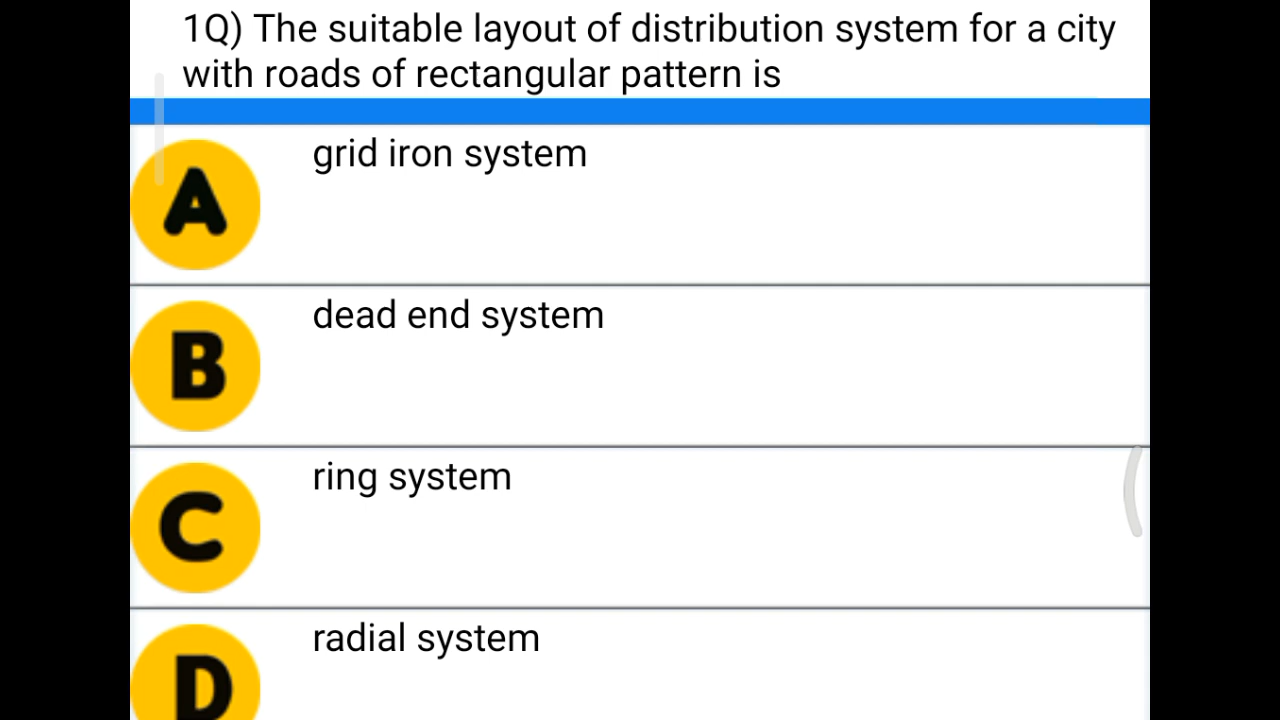 1Q) The suitable layout of distribution system for a city
with roads of rectangular pattern is
A
grid iron system
B
dead end system
C
ring system
D
radial system